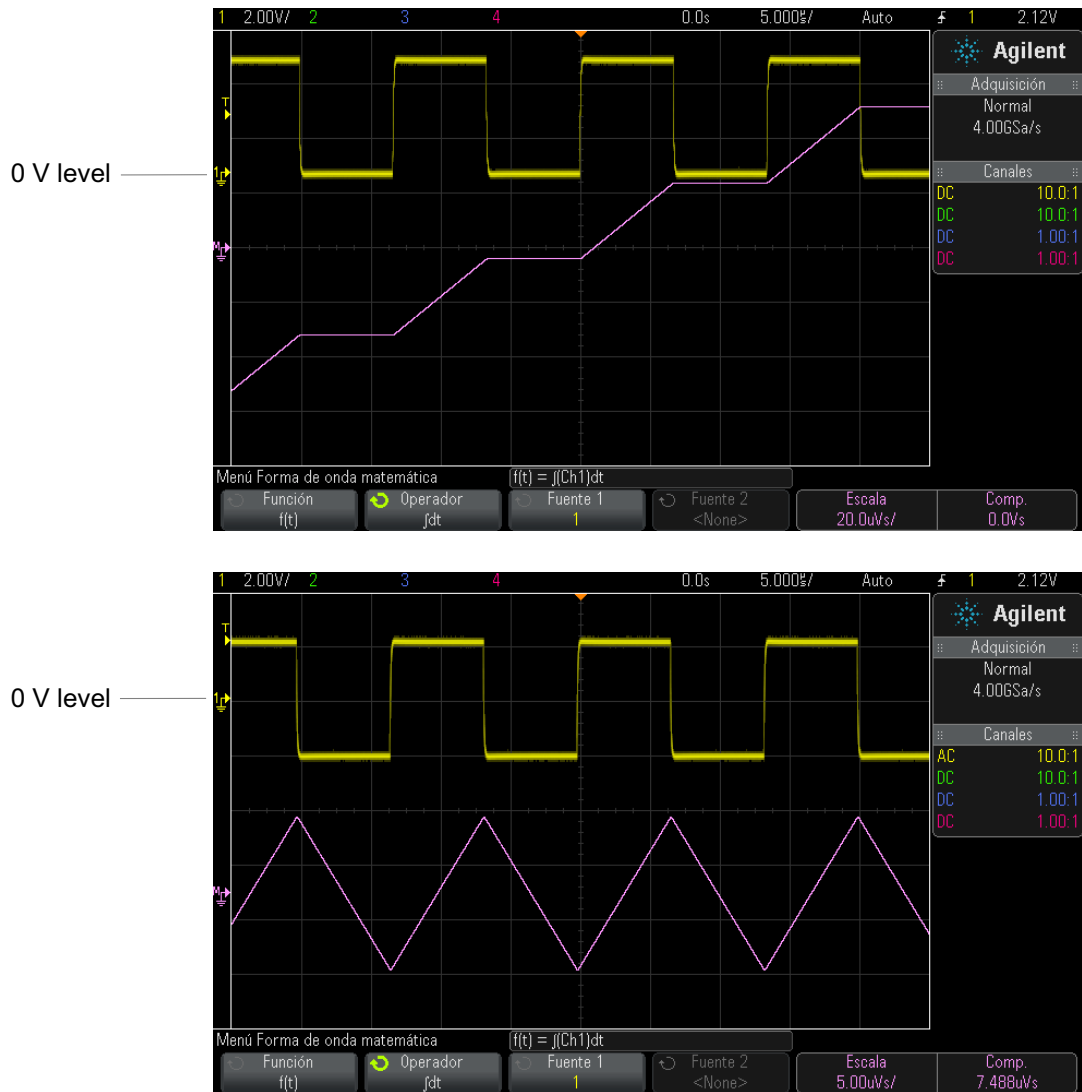 1 2.00V/ 2 3 4 0.0s 5.000㎲/ Auto 1 2.12V
Agilent
Adquisición
Normal
4.00GSa/s
Canales
DC 10.0:1
DC 10.0:1
DC 1.00:1
DC 1.00:1
T
0 V level
1
M
Menú Forma de onda matemática f(t) = ∫(Ch1)dt
Función Operador Fuente 1 Fuente 2 Escala Comp.
f(t) ∫dt 1 <None> 20.0uVs/ 0.0Vs
1 2.00V/ 2 3 4 0.0s 5.000㎲/ Auto 1 2.12V
Agilent
Adquisición
Normal
4.00GSa/s
T
0 V level
1
Canales
AC 10.0:1
DC 10.0:1
DC 1.00:1
DC 1.00:1
M
Menú Forma de onda matemática f(t) = ∫(Ch1)dt
Función Operador Fuente 1 Fuente 2 Escala Comp.
f(t) ∫dt 1 <None> 5.00uVs/ 7.488uVs